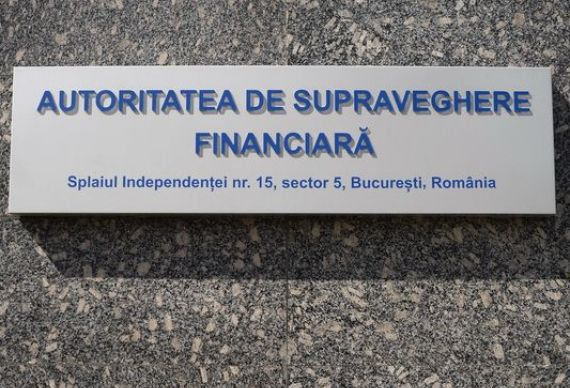 AUTORITATEA DE SUPRAVEGHERE
FINANCIARĂ
Splaiul Independenței nr. 15, sector 5, București, România